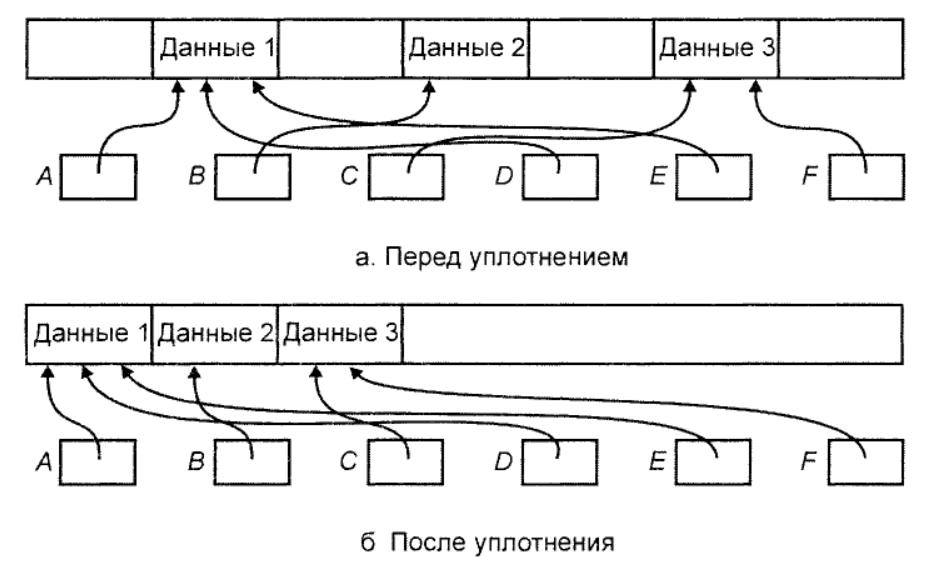 Данные 1 Данные 2 Данные 3
A B C D E F
а. Перед уплотнением
Данные 1 Данные 2 Данные 3
A B C D E F
б После уплотнения